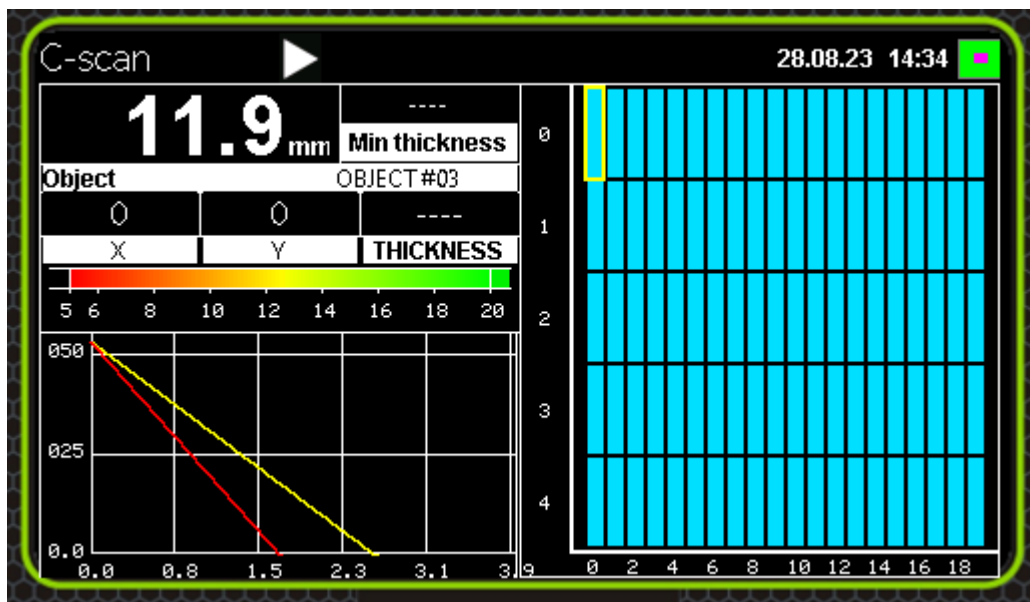 C-scan 28.08.23 14:34
11.9 mm ----
Min thickness
Object OBJECT#03
0 0 ----
X Y THICKNESS
5 6 8 10 12 14 16 18 20
050
025
0.0
0.0 0.8 1.5 2.3 3.1 3.9
0
1
2
3
4
0 2 4 6 8 10 12 14 16 18